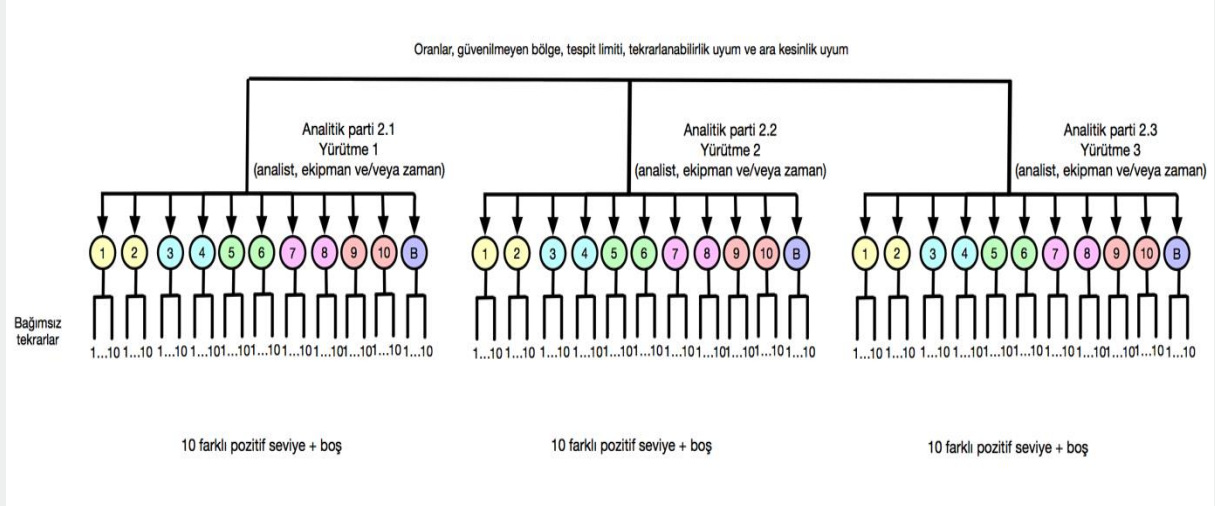 Oranlar, güvenilmeyen bölge, tespit limiti, tekrarlanabilirlik uyum ve ara kesinlik uyum
Analitik parti 2.1
Yürütme 1
(analist, ekipman ve/veya zaman)
Analitik parti 2.2
Yürütme 2
(analist, ekipman ve/veya zaman)
Analitik parti 2.3
Yürütme 3
(analist, ekipman ve/veya zaman)
1 2 3 4 5 6 7 8 9 10 B
1 2 3 4 5 6 7 8 9 10 B
1 2 3 4 5 6 7 8 9 10 B
Bağımsız
tekrarlar
1...10 1...10 1...10 1...10 1...10 1...10 1...10 1...10 1...10 1...10 1...10
1...10 1...10 1...10 1...10 1...10 1...10 1...10 1...10 1...10 1...10 1...10
1...10 1...10 1...10 1...10 1...10 1...10 1...10 1...10 1...10 1...10 1...10
10 farklı pozitif seviye + boş
10 farklı pozitif seviye + boş
10 farklı pozitif seviye + boş